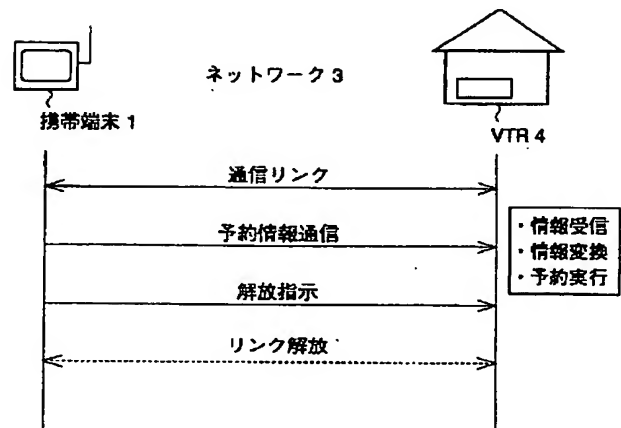 ネットワーク 3
携帯端末 1
VTR 4
通信リンク
予約情報通信
・情報受信
・情報変換
・予約実行
解放指示
リンク解放